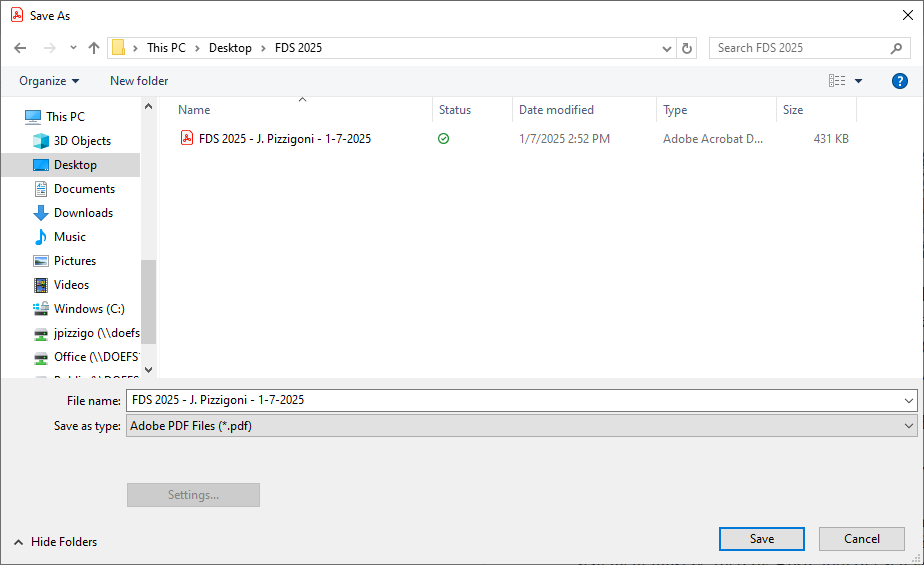 Save As
This PC > Desktop > FDS 2025
Search FDS 2025
Organize
New folder
Name
Status
Date modified
Type
Size
This PC
3D Objects
Desktop
Documents
Downloads
Music
Pictures
Videos
Windows (C:)
jpizzigo (\\doefs
Office (\\DOEFS1
FDS 2025 - J. Pizzigoni - 1-7-2025
1/7/2025 2:52 PM
Adobe Acrobat D...
431 KB
File name:
FDS 2025 - J. Pizzigoni - 1-7-2025
Save as type:
Adobe PDF Files (*.pdf)
Settings...
Hide Folders
Save
Cancel